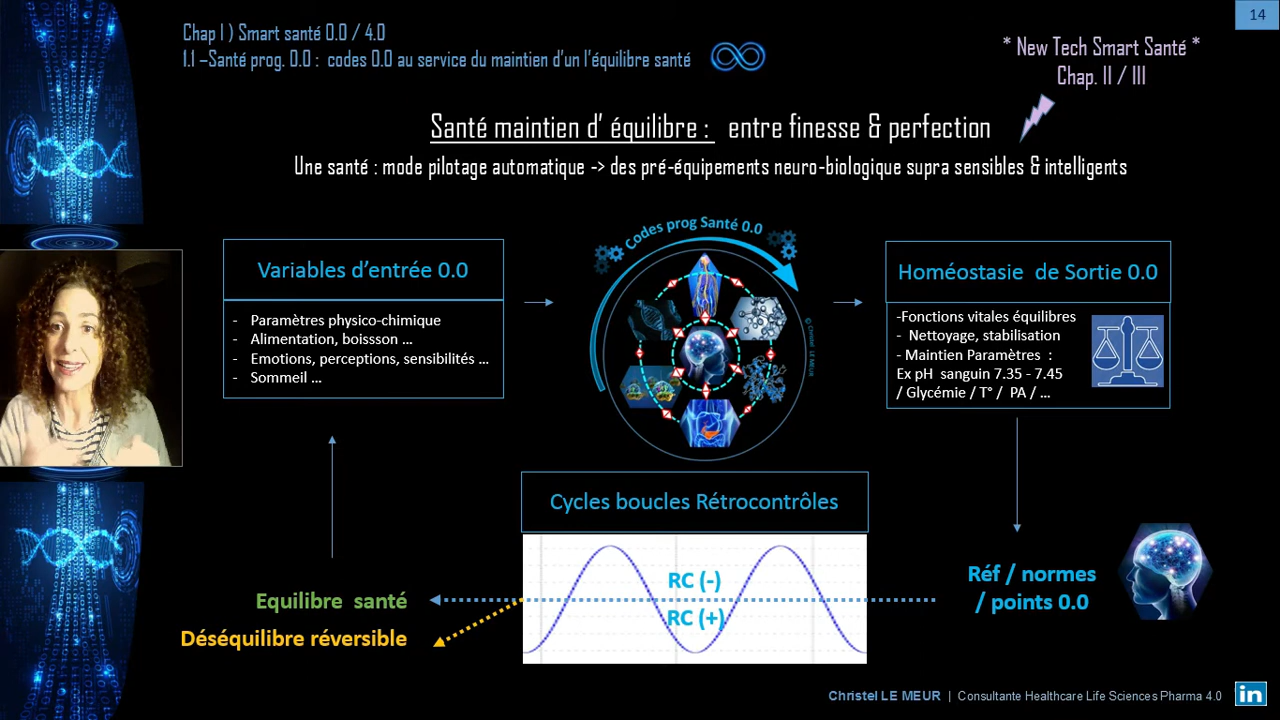 14
Chap I ) Smart santé 0.0 / 4.0
1.1 –Santé prog. 0.0 : codes 0.0 au service du maintien d'un l'équilibre santé
* New Tech Smart Santé *
Chap. II / III
Santé maintien d' équilibre : entre finesse & perfection
Une santé : mode pilotage automatique -> des pré-équipements neuro-biologique supra sensibles & intelligents
Variables d'entrée 0.0
- Paramètres physico-chimique
- Alimentation, boissson ...
- Emotions, perceptions, sensibilités ...
- Sommeil ...
Codes prog Santé 0.0
© Christel LE MEUR
Homéostasie de Sortie 0.0
-Fonctions vitales équilibres
- Nettoyage, stabilisation
- Maintien Paramètres :
Ex pH sanguin 7.35 - 7.45
/ Glycémie / T° / PA / ...
Cycles boucles Rétrocontrôles
RC (-)
RC (+)
Réf / normes
/ points 0.0
Equilibre santé
Déséquilibre réversible
Christel LE MEUR | Consultante Healthcare Life Sciences Pharma 4.0
in